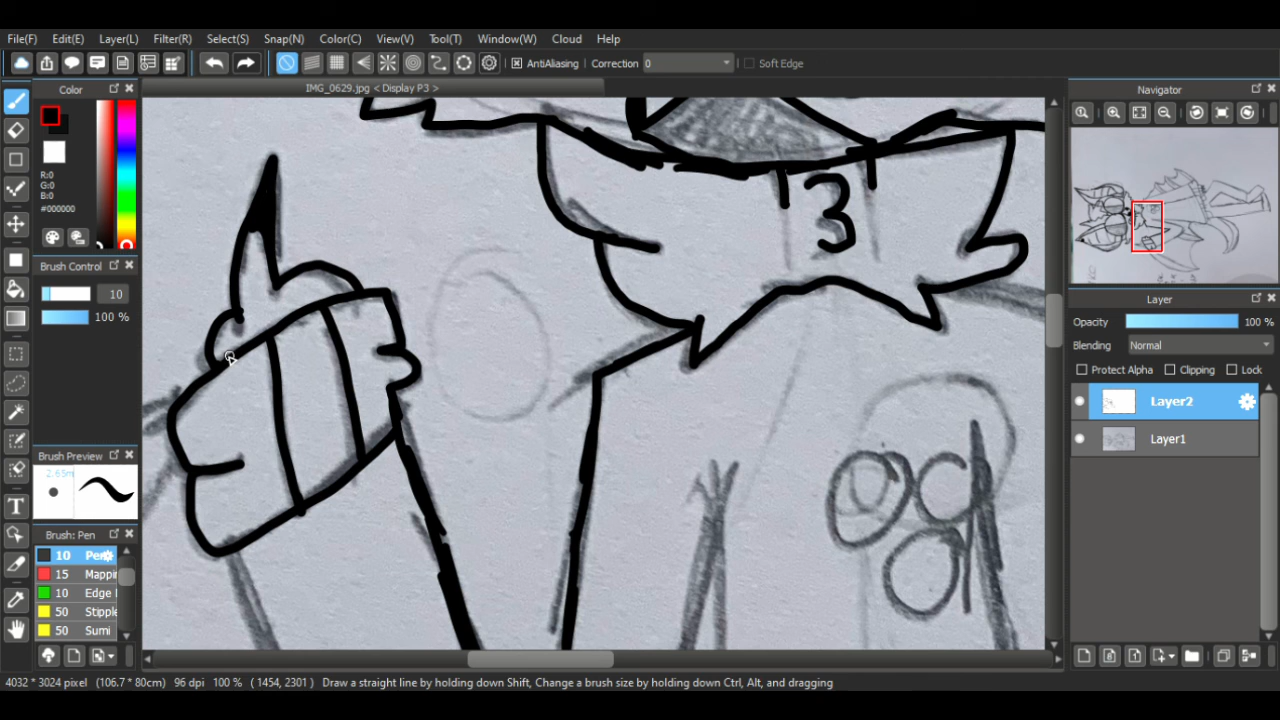 File(F) Edit(E) Layer(L) Filter(R) Select(S) Snap(N) Color(C) View(V) Tool(T) Window(W) Cloud Help
AntiAliasing Correction 0 Soft Edge
Color
R:0
G:0
B:0
#000000
Brush Control
10
100 %
Brush Preview
2.65m
Brush: Pen
10 Pen
15 Mappin
10 Edge
50 Stipple
50 Sumi
IMG_0629.jpg < Display P3 >
3
Navigator
Layer
Opacity 100 %
Blending Normal
Protect Alpha Clipping Lock
Layer2
Layer1
4032 * 3024 pixel (106.7 * 80cm) 96 dpi 100 % ( 1454, 2301 ) Draw a straight line by holding down Shift, Change a brush size by holding down Ctrl, Alt, and dragging